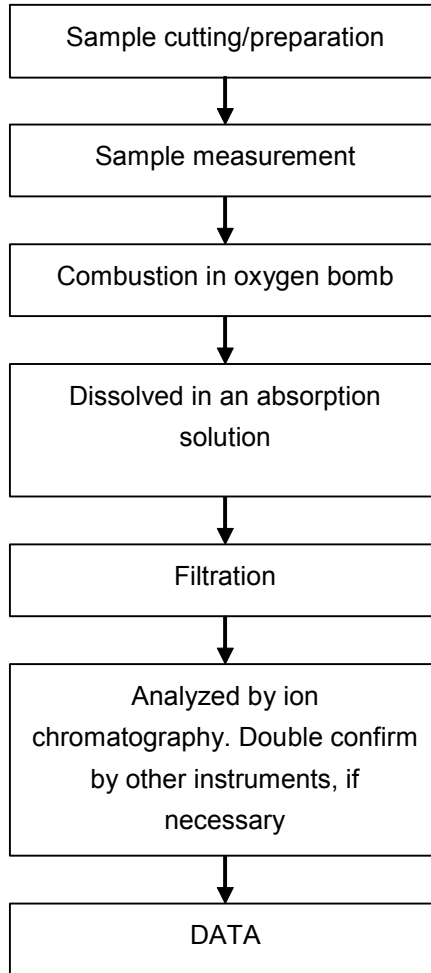 Sample cutting/preparation
Sample measurement
Combustion in oxygen bomb
Dissolved in an absorption
solution
Filtration
Analyzed by ion
chromatography. Double confirm
by other instruments, if
necessary
DATA